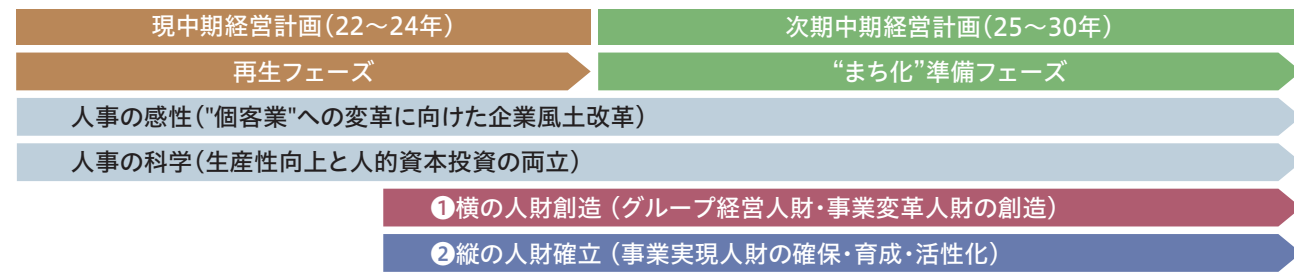 現中期経営計画（22～24年）
次期中期経営計画（25～30年）
再生フェーズ
“まち化”準備フェーズ
人事の感性（"個客業"への変革に向けた企業風土改革）
人事の科学（生産性向上と人的資本投資の両立）
❶横の人財創造（グループ経営人財・事業変革人財の創造）
❷縦の人財確立（事業実現人財の確保・育成・活性化）